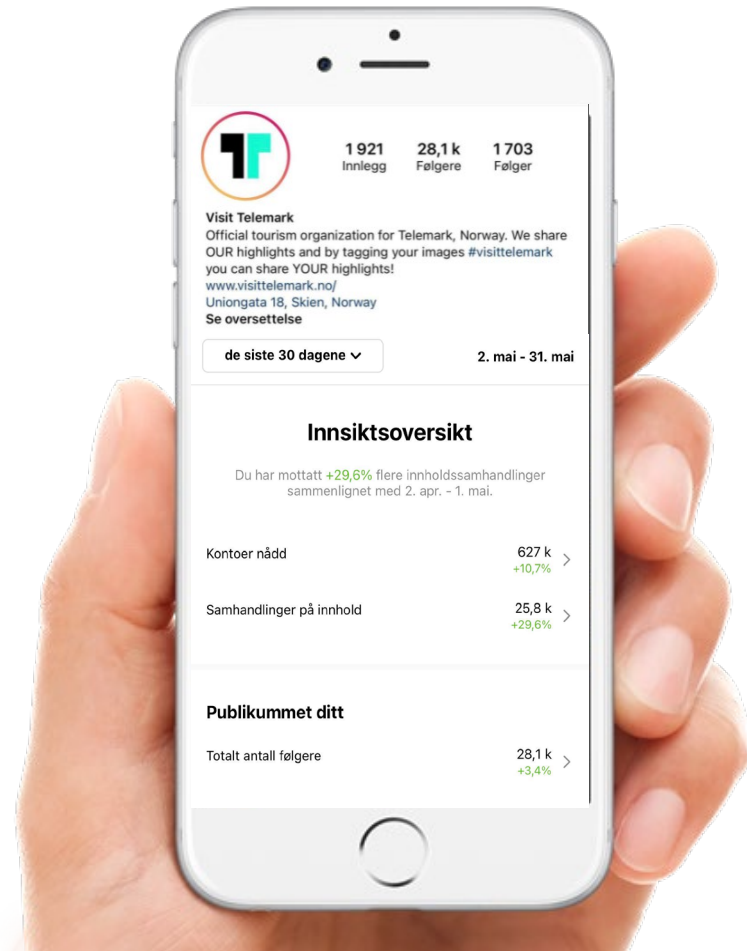 1 921 28,1 k 1 703
Innlegg Følgere Følger
Visit Telemark
Official tourism organization for Telemark, Norway. We share
OUR highlights and by tagging your images #visittelemark
you can share YOUR highlights!
www.visittelemark.no/
Uniongata 18, Skien, Norway
Se oversettelse
de siste 30 dagene 2. mai - 31. mai
Innsiktsoversikt
Du har mottatt +29,6% flere innholdssamhandlinger
sammenlignet med 2. apr. - 1. mai.
Kontoer nådd 627 k
+10,7%
Samhandlinger på innhold 25,8 k
+29,6%
Publikummet ditt
Totalt antall følgere 28,1 k
+3,4%